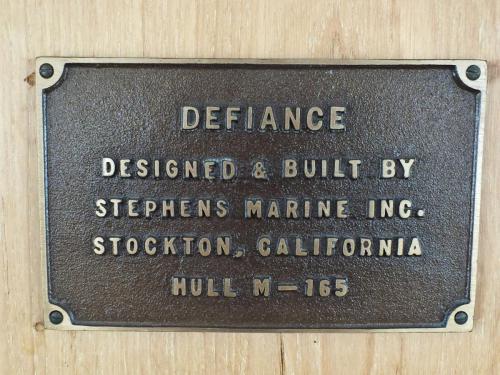 DEFIANCE
DESIGNED & BUILT BY
STEPHENS MARINE INC.
STOCKTON, CALIFORNIA
HULL M-165